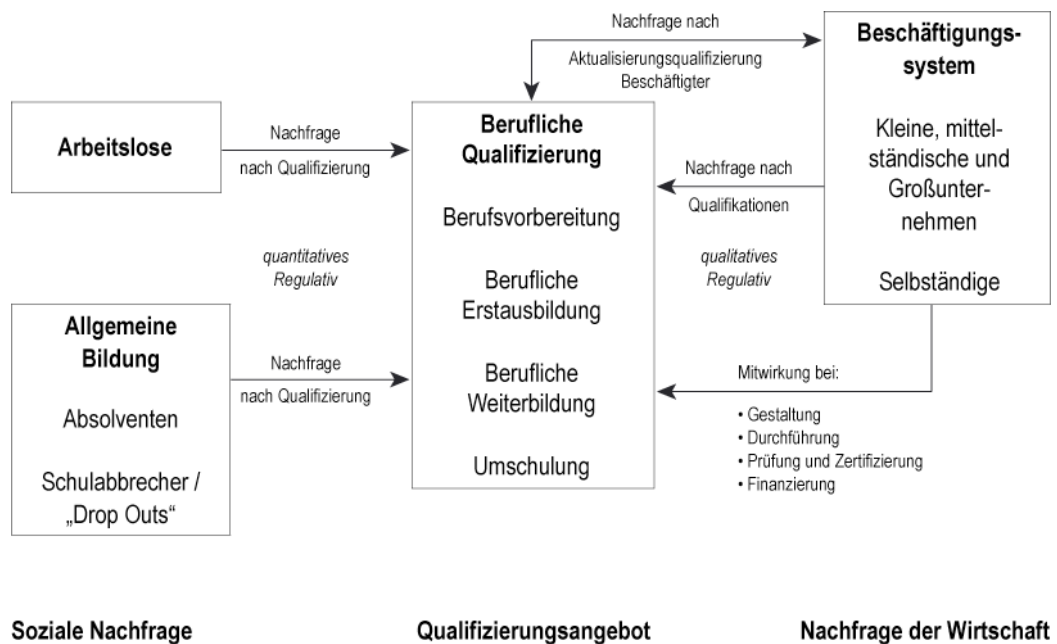 Arbeitslose
Nachfrage
nach Qualifizierung
quantitatives
Regulativ
Allgemeine
Bildung
Absolventen
Schulabbrecher /
„Drop Outs“
Nachfrage
nach Qualifizierung
Berufliche
Qualifizierung
Berufsvorbereitung
Berufliche
Erstausbildung
Berufliche
Weiterbildung
Umschulung
Nachfrage nach
Aktualisierungsqualifizierung
Beschäftigter
Nachfrage nach
Qualifikationen
qualitatives
Regulativ
Mitwirkung bei:
• Gestaltung
• Durchführung
• Prüfung und Zertifizierung
• Finanzierung
Beschäftigungs-
system
Kleine, mittel-
ständische und
Großunter-
nehmen
Selbständige
Soziale Nachfrage
Qualifizierungsangebot
Nachfrage der Wirtschaft